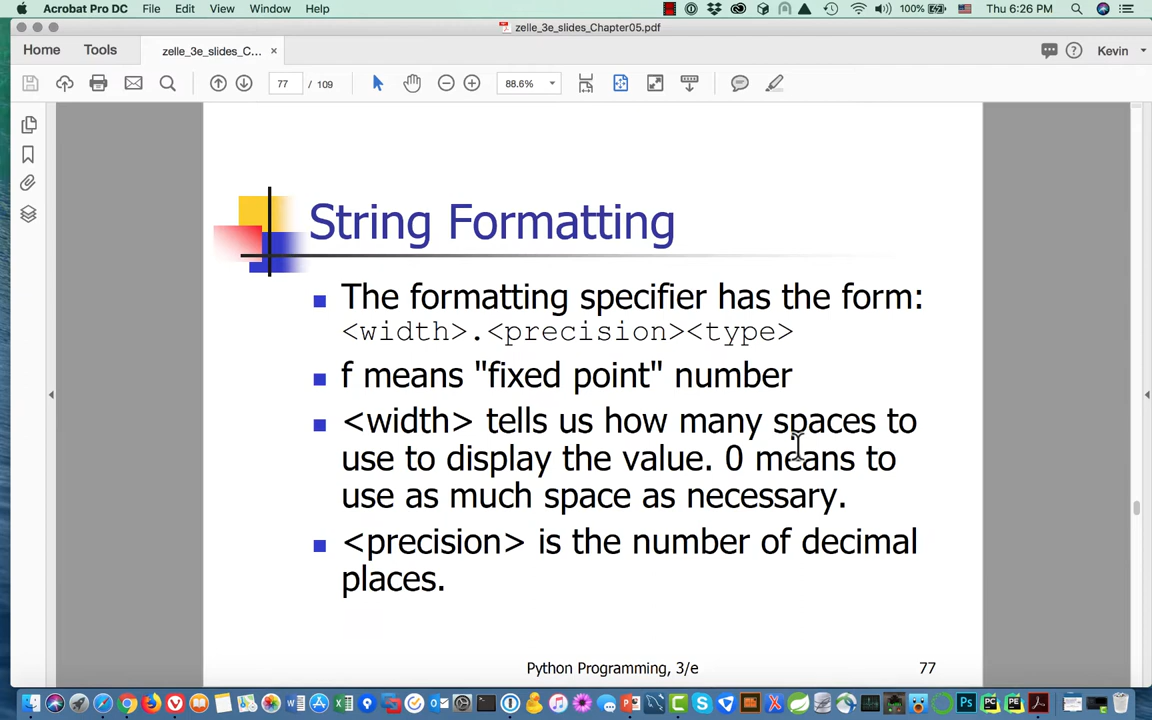 Acrobat Pro DC File Edit View Window Help 100% Thu 6:26 PM
zelle_3e_slides_Chapter05.pdf
Home Tools zelle_3e_slides_C... × Kevin
77 / 109 88.6%
String Formatting
The formatting specifier has the form:
<width>.<precision><type>
f means "fixed point" number
<width> tells us how many spaces to
use to display the value. 0 means to
use as much space as necessary.
<precision> is the number of decimal
places.
Python Programming, 3/e 77